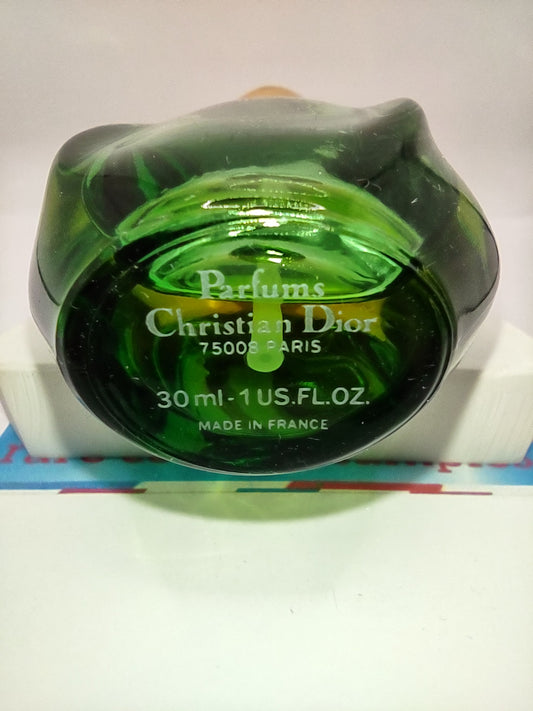 Parfums
Christian Dior
75008 PARIS
30 ml - 1 US.FL.OZ.
MADE IN FRANCE